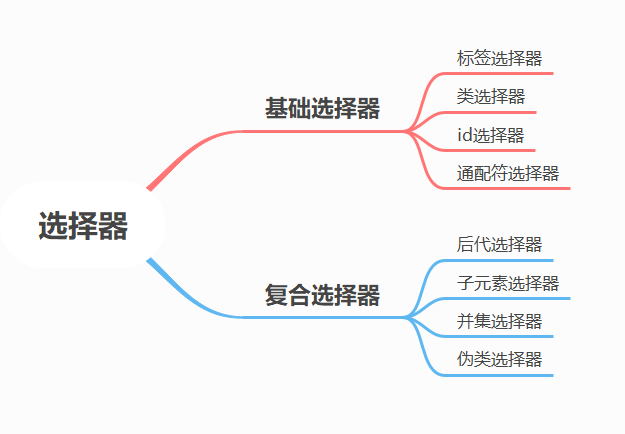 选择器
基础选择器
标签选择器
类选择器
id选择器
通配符选择器
复合选择器
后代选择器
子元素选择器
并集选择器
伪类选择器